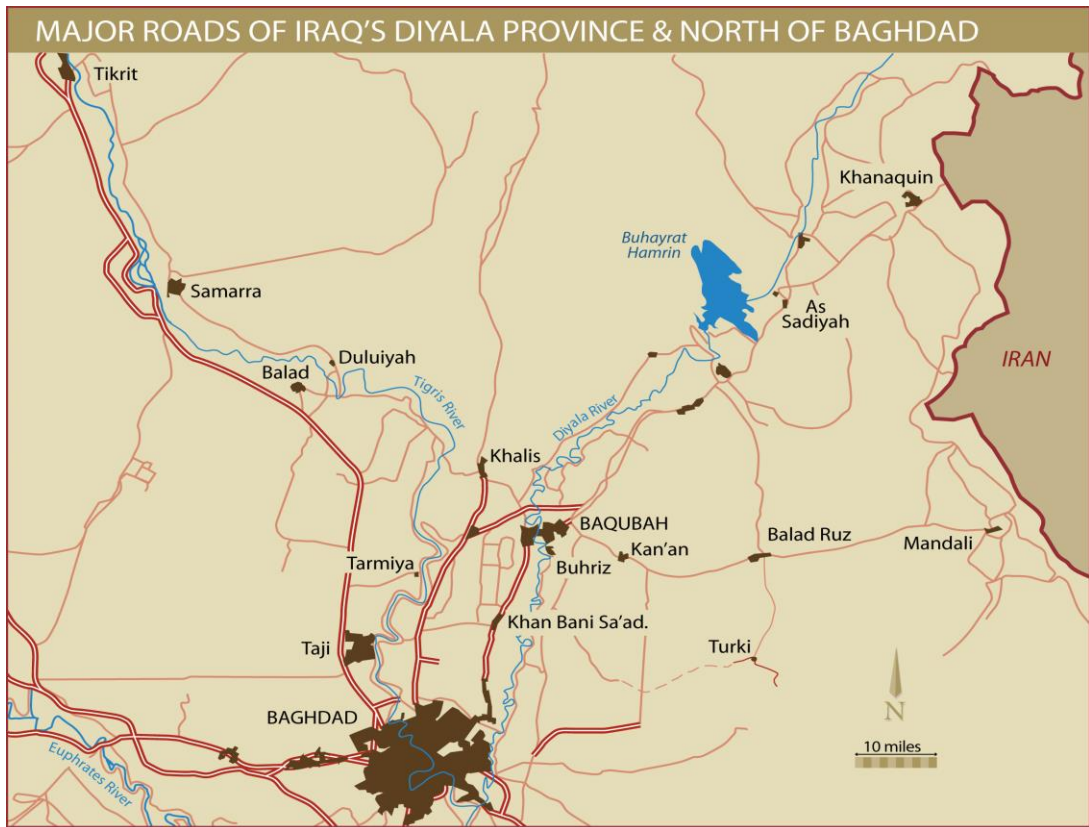 MAJOR ROADS OF IRAQ'S DIYALA PROVINCE & NORTH OF BAGHDAD
Tikrit
Khanaquin
Buhayrat
Hamrin
Samarra
As
Sadiyah
IRAN
Duluiyah
Balad
Tigris River
Diyala River
Khalis
BAQUBAH
Kan'an
Balad Ruz
Mandali
Tarmiya
Buhriz
Khan Bani Sa'ad.
Taji
Turki
N
BAGHDAD
10 miles
Euphrates River